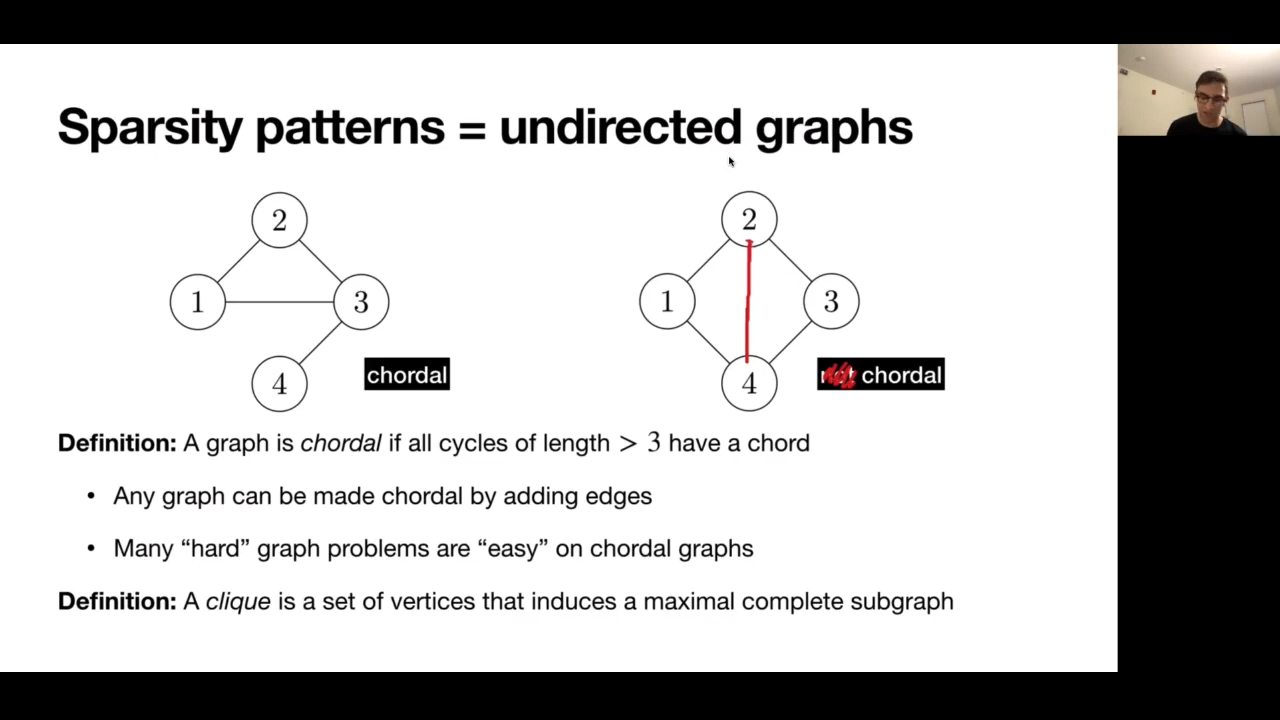 Sparsity patterns = undirected graphs
2
1
3
4
chordal
2
1
3
4
chordal
Definition: A graph is chordal if all cycles of length > 3 have a chord
• Any graph can be made chordal by adding edges
• Many “hard” graph problems are “easy” on chordal graphs
Definition: A clique is a set of vertices that induces a maximal complete subgraph